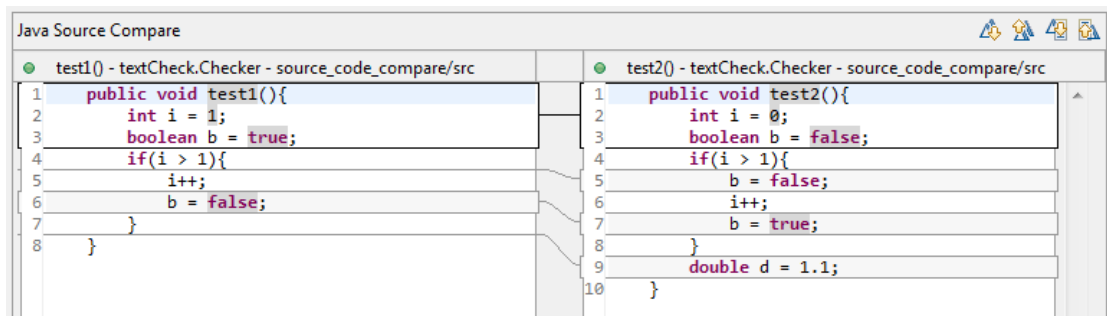 Java Source Compare
test1() - textCheck.Checker - source_code_compare/src
1 public void test1(){
2 int i = 1;
3 boolean b = true;
4 if(i > 1){
5 i++;
6 b = false;
7 }
8 }
test2() - textCheck.Checker - source_code_compare/src
1 public void test2(){
2 int i = 0;
3 boolean b = false;
4 if(i > 1){
5 b = false;
6 i++;
7 b = true;
8 }
9 double d = 1.1;
10 }